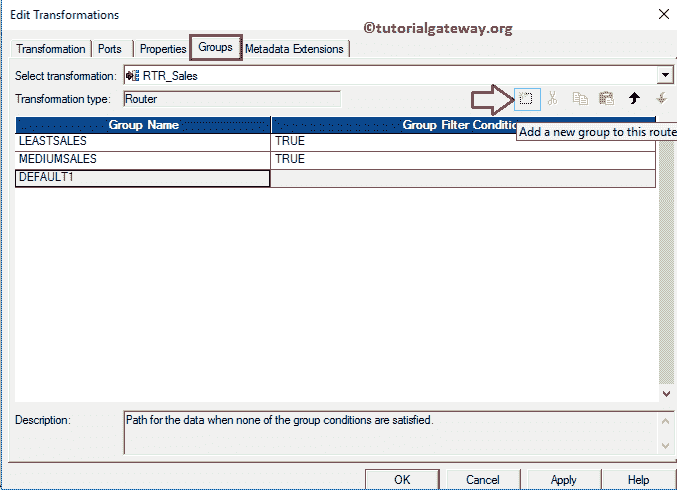 Edit Transformations
©tutorialgateway.org
Transformation Ports Properties Groups Metadata Extensions
Select transformation: RTR_Sales
Transformation type: Router
Group Name Group Filter Conditio
Add a new group to this route
LEASTSALES TRUE
MEDIUMSALES TRUE
DEFAULT1
Description: Path for the data when none of the group conditions are satisfied.
OK Cancel Apply Help